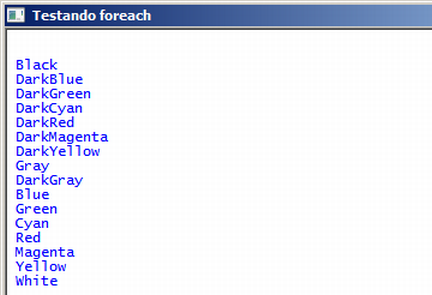 Testando foreach
Black
DarkBlue
DarkGreen
DarkCyan
DarkRed
DarkMagenta
DarkYellow
Gray
DarkGray
Blue
Green
Cyan
Red
Magenta
Yellow
White